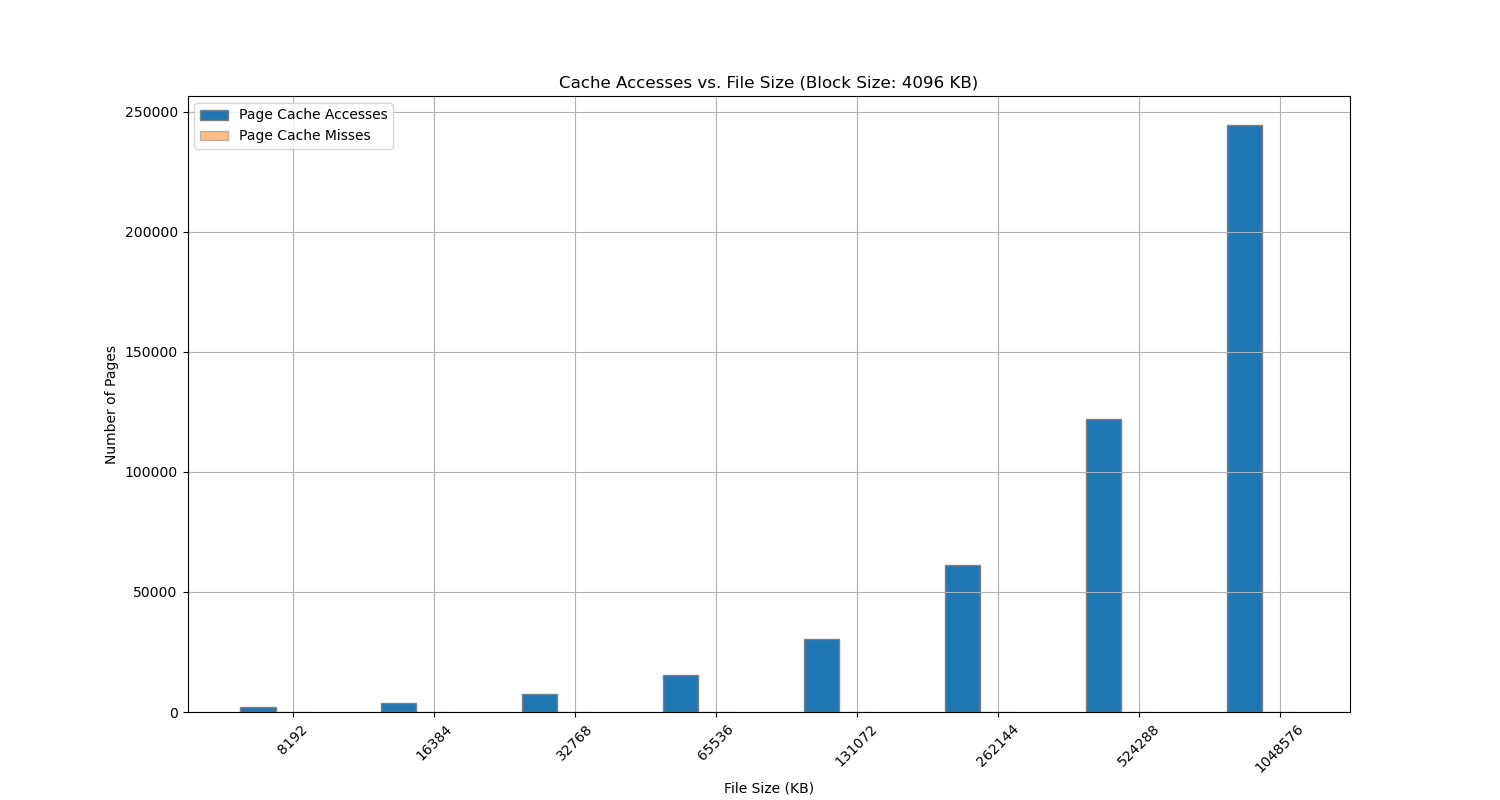 Cache Accesses vs. File Size (Block Size: 4096 KB)
Page Cache Accesses
Page Cache Misses
250000
200000
150000
100000
50000
0
Number of Pages
8192
16384
32768
65536
131072
262144
524288
1048576
File Size (KB)